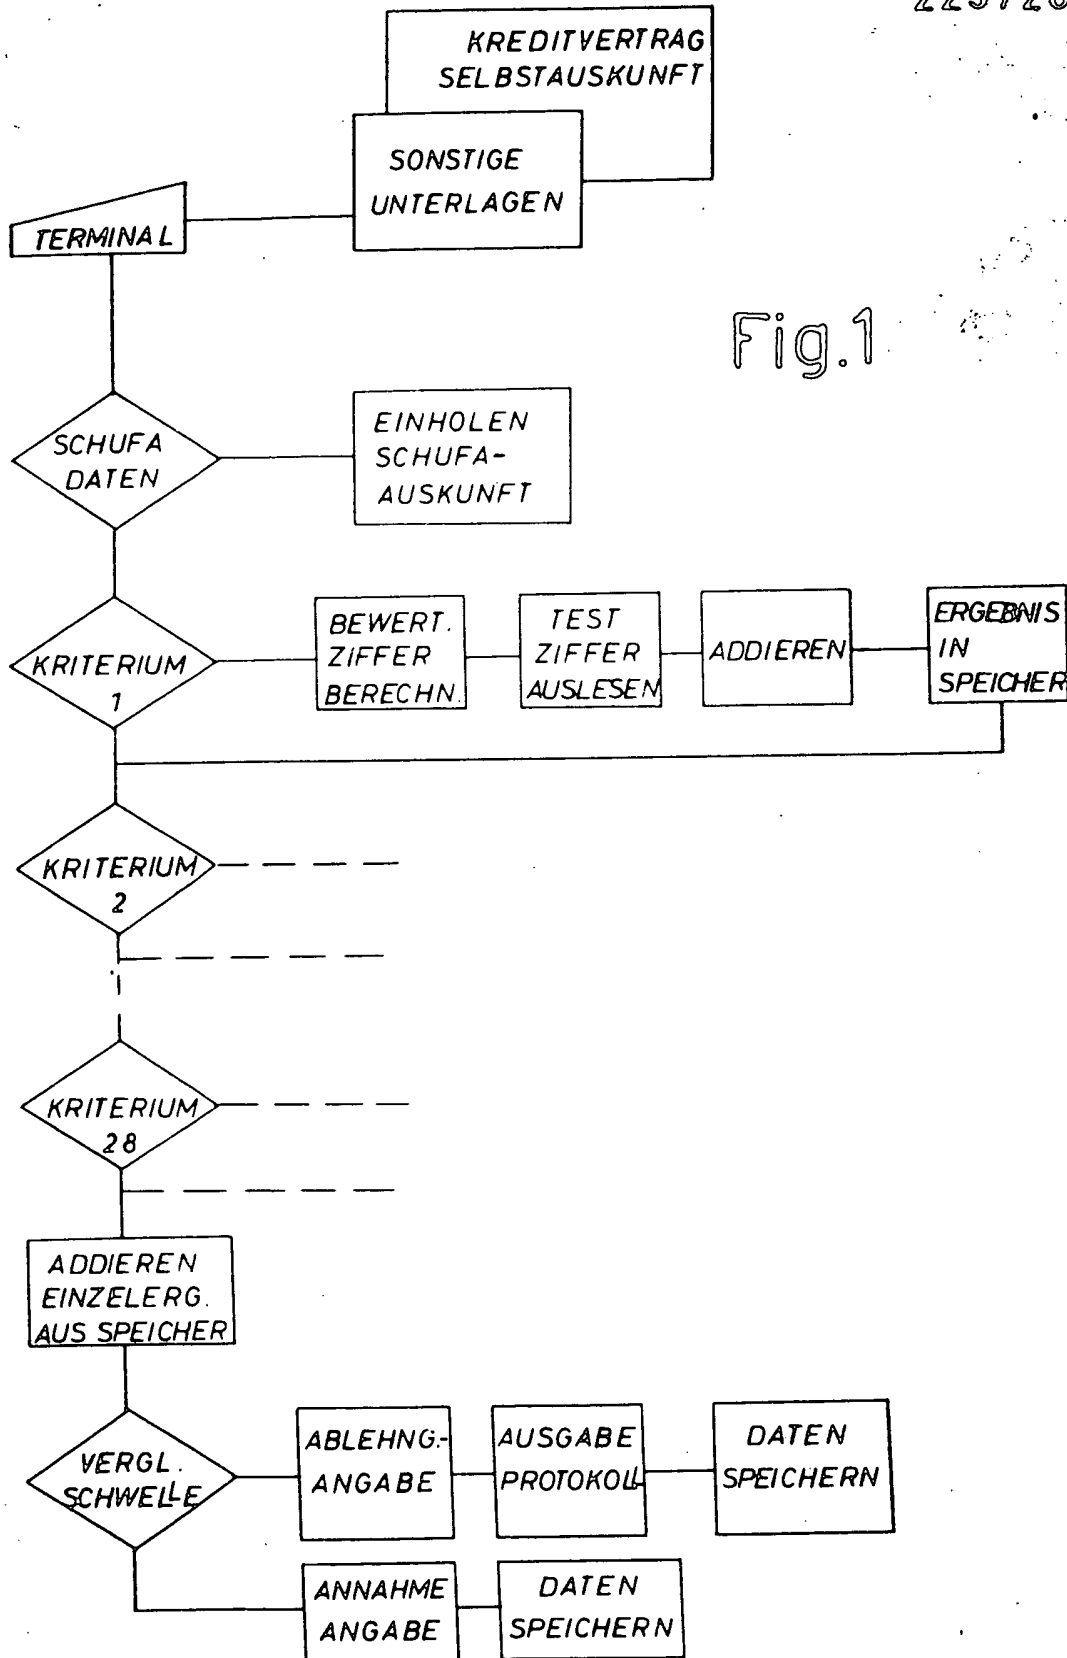 KREDITVERTRAG
SELBSTAUSKUNFT
SONSTIGE
UNTERLAGEN
TERMINAL
Fig.1
SCHUFA
DATEN
EINHOLEN
SCHUFA-
AUSKUNFT
KRITERIUM
1
BEWERT.
ZIFFER
BERECHN.
TEST
ZIFFER
AUSLESEN
ADDIEREN
ERGEBNIS
IN
SPEICHER
KRITERIUM
2
KRITERIUM
28
ADDIEREN
EINZELERG.
AUS SPEICHER
VERGL.
SCHWELLE
ABLEHNG.-
ANGABE
AUSGABE
PROTOKOLL
DATEN
SPEICHERN
ANNAHME
ANGABE
DATEN
SPEICHERN